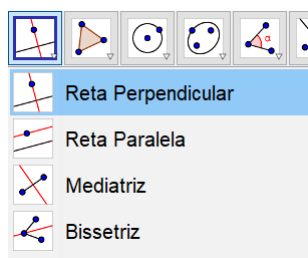 α
Reta Perpendicular
Reta Paralela
Mediatriz
Bissetriz